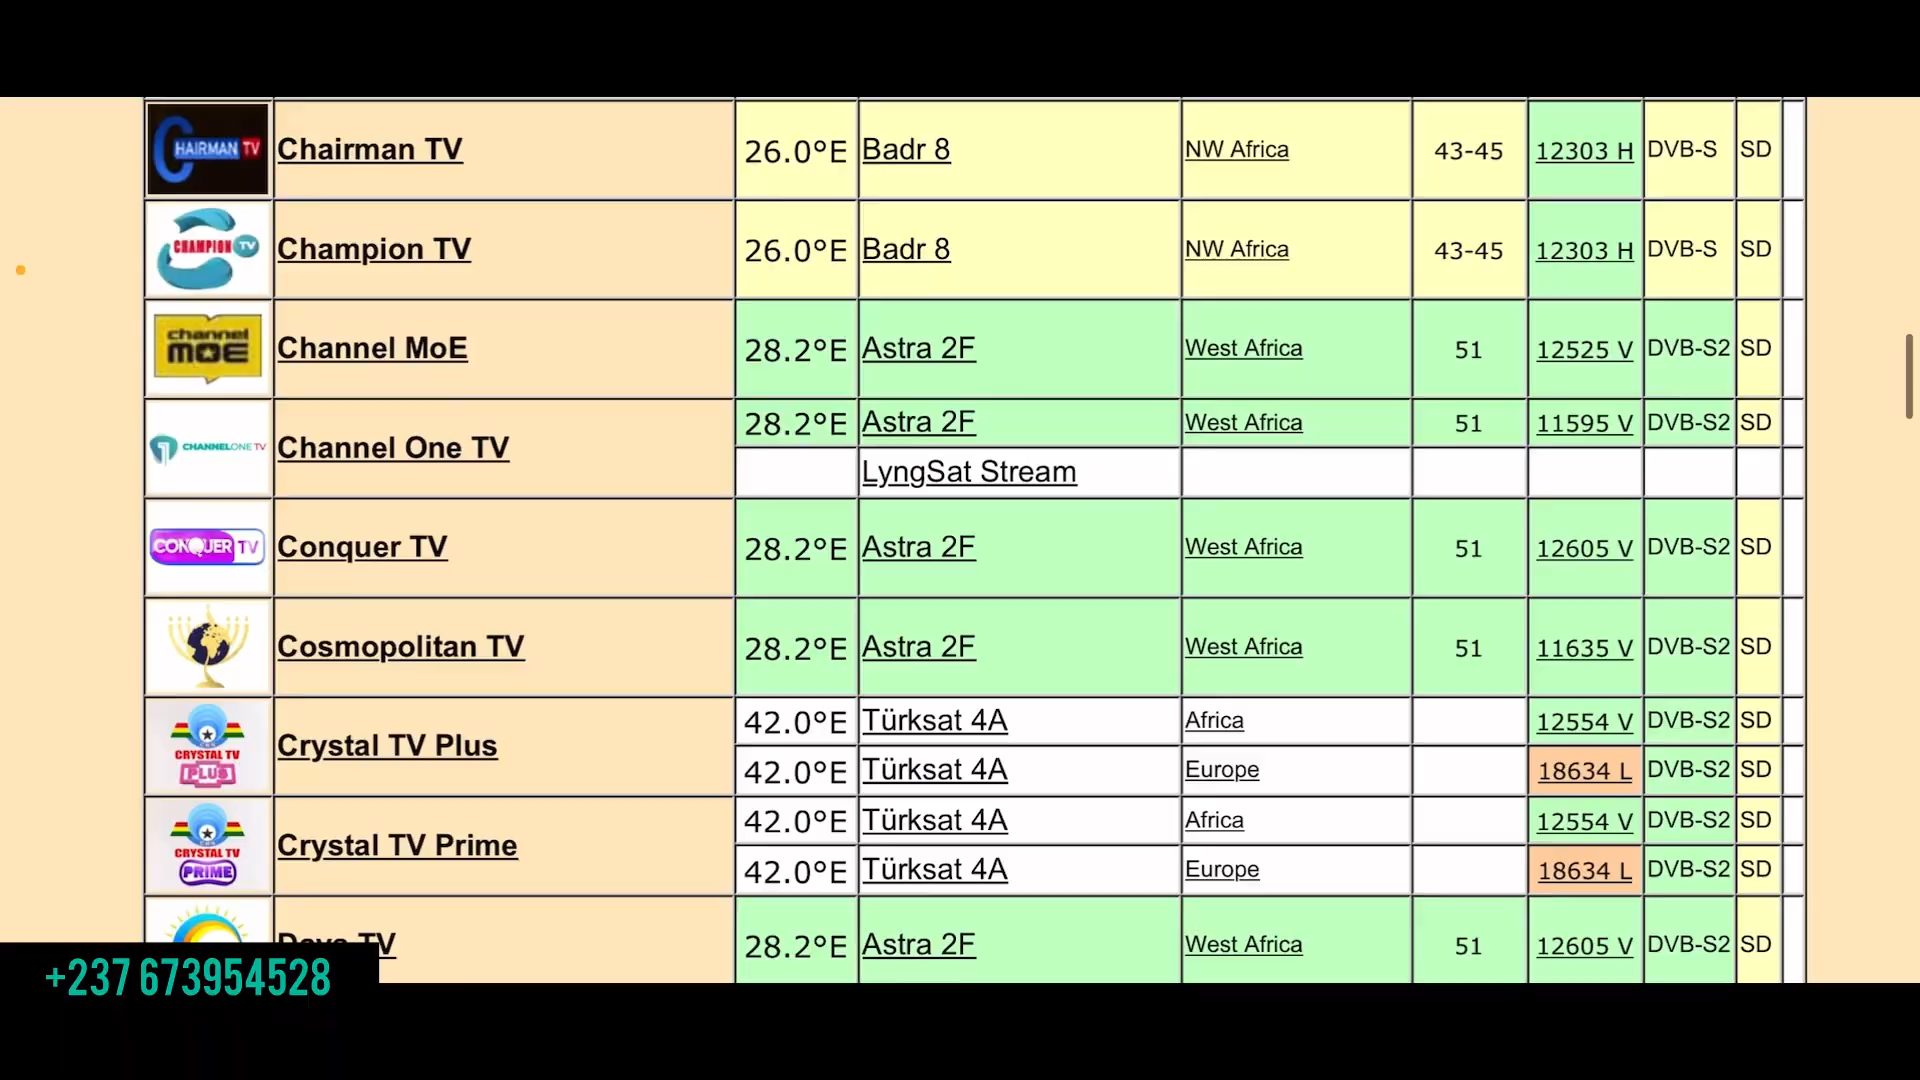 CHAIRMAN TV Chairman TV 26.0°E Badr 8 NW Africa 43-45 12303 H DVB-S SD
CHAMPION TV Champion TV 26.0°E Badr 8 NW Africa 43-45 12303 H DVB-S SD
channel MOE Channel MoE 28.2°E Astra 2F West Africa 51 12525 V DVB-S2 SD
CHANNELONE TV Channel One TV 28.2°E Astra 2F West Africa 51 11595 V DVB-S2 SD
LyngSat Stream
CONQUER TV Conquer TV 28.2°E Astra 2F West Africa 51 12605 V DVB-S2 SD
Cosmopolitan TV 28.2°E Astra 2F West Africa 51 11635 V DVB-S2 SD
CRYSTAL TV PLUS Crystal TV Plus 42.0°E Türksat 4A Africa 12554 V DVB-S2 SD
42.0°E Türksat 4A Europe 18634 L DVB-S2 SD
CRYSTAL TV PRIME Crystal TV Prime 42.0°E Türksat 4A Africa 12554 V DVB-S2 SD
42.0°E Türksat 4A Europe 18634 L DVB-S2 SD
TV 28.2°E Astra 2F West Africa 51 12605 V DVB-S2 SD
+237 673954528